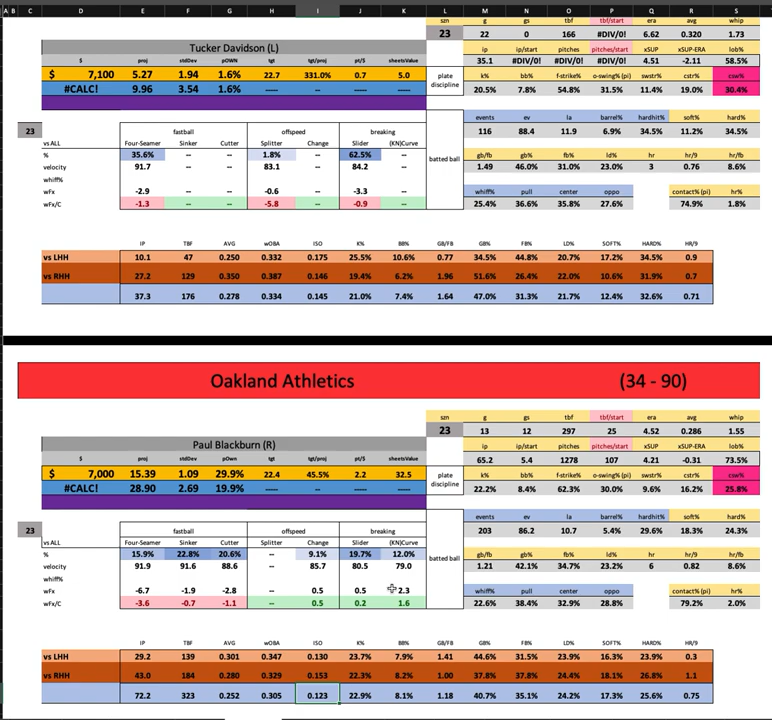 A B C D E F G H I J K L M N O P Q R S
szn g gs tbf tbf/start era avg whip
23 22 0 166 #DIV/0! 6.62 0.320 1.73
Tucker Davidson (L) ip ip/start pitches pitches/start xSUP xSUP-ERA lob%
proj stdDev pOWN tgt tgt/proj pt/$ sheetsValue 35.1 #DIV/0! #DIV/0! #DIV/0! 4.51 -2.11 58.5%
$ 7,100 5.27 1.94 1.6% 22.7 331.0% 0.7 5.0 plate discipline k% bb% f-strike% o-swing% (pi) swstr% cstr% csw%
#CALC! 9.96 3.54 1.6% ---- ---- ---- ---- 20.5% 7.8% 54.8% 31.5% 11.4% 19.0% 30.4%
events ev la barrel% hardhit% soft% hard%
23 fastball offspeed breaking 116 88.4 11.9 6.9% 34.5% 11.2% 34.5%
vs ALL Four-Seamer Sinker Cutter Splitter Change Slider (KN)Curve
% 35.6% -- -- 1.8% -- 62.5% -- batted ball gb/fb gb% fb% ld% hr hr/9 hr/fb
velocity 91.7 -- -- 83.1 -- 84.2 -- 1.49 46.0% 31.0% 23.0% 3 0.76 8.6%
whiff%
wFx -2.9 -- -- -0.6 -- -3.3 -- whiff% pull center oppo contact% (pi) hr%
wFx/C -1.3 -- -- -5.8 -- -0.9 -- 25.4% 36.6% 35.8% 27.6% 74.9% 1.8%
IP TBF AVG wOBA ISO K% BB% GB/FB GB% FB% LD% SOFT% HARD% HR/9
vs LHH 10.1 47 0.250 0.332 0.175 25.5% 10.6% 0.77 34.5% 44.8% 20.7% 17.2% 34.5% 0.9
vs RHH 27.2 129 0.350 0.387 0.146 19.4% 6.2% 1.96 51.6% 26.4% 22.0% 10.6% 31.9% 0.7
37.3 176 0.278 0.334 0.145 21.0% 7.4% 1.64 47.0% 31.3% 21.7% 12.4% 32.6% 0.71
Oakland Athletics (34 - 90)
szn g gs tbf tbf/start era avg whip
23 13 12 297 25 4.52 0.286 1.55
Paul Blackburn (R) ip ip/start pitches pitches/start xSUP xSUP-ERA lob%
proj stdDev pOwn tgt tgt/proj pt/$ sheetsValue 65.2 5.4 1278 107 4.21 -0.31 73.5%
$ 7,000 15.39 1.09 29.9% 22.4 45.5% 2.2 32.5 plate discipline k% bb% f-strike% o-swing% (pi) swstr% cstr% csw%
#CALC! 28.90 2.69 19.9% ---- ---- ---- ---- 22.2% 8.4% 62.3% 30.0% 9.6% 16.2% 25.8%
events ev la barrel% hardhit% soft% hard%
23 fastball offspeed breaking 203 86.2 10.7 5.4% 29.6% 18.3% 24.3%
vs ALL Four-Seamer Sinker Cutter Splitter Change Slider (KN)Curve
% 15.9% 22.8% 20.6% -- 9.1% 19.7% 12.0% batted ball gb/fb gb% fb% ld% hr hr/9 hr/fb
velocity 91.9 91.6 88.6 -- 85.7 80.5 79.0 1.21 42.1% 34.7% 23.2% 6 0.82 8.6%
whiff%
wFx -6.7 -1.9 -2.8 -- 0.5 0.5 2.3 whiff% pull center oppo contact% (pi) hr%
wFx/C -3.6 -0.7 -1.1 -- 0.5 0.2 1.6 22.6% 38.4% 32.9% 28.8% 79.2% 2.0%
IP TBF AVG wOBA ISO K% BB% GB/FB GB% FB% LD% SOFT% HARD% HR/9
vs LHH 29.2 139 0.301 0.347 0.130 23.7% 7.9% 1.41 44.6% 31.5% 23.9% 16.3% 23.9% 0.3
vs RHH 43.0 184 0.280 0.329 0.153 22.3% 8.2% 1.00 37.8% 37.8% 24.4% 18.1% 26.8% 1.1
72.2 323 0.252 0.305 0.123 22.9% 8.1% 1.18 40.7% 35.1% 24.2% 17.3% 25.6% 0.75